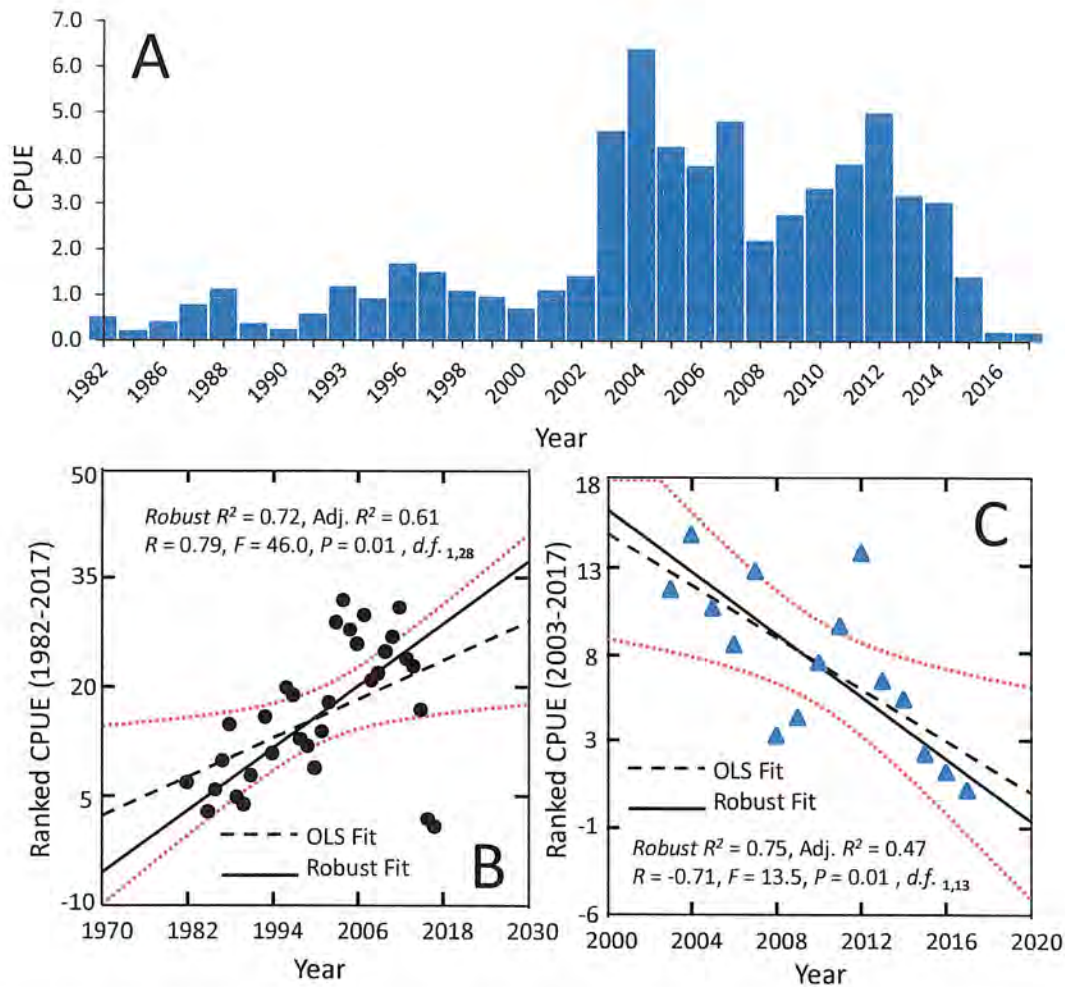 A
7.0
6.0
5.0
4.0
3.0
2.0
1.0
0.0
CPUE
1982
1986
1988
1990
1993
1996
1998
2000
2002
2004
2006
2008
2010
2012
2014
2016
Year
50
35
20
5
-10
Ranked CPUE (1982-2017)
Robust R² = 0.72, Adj. R² = 0.61
R = 0.79, F = 46.0, P = 0.01 , d.f. 1,28
OLS Fit
Robust Fit
B
1970
1982
1994
2006
2018
2030
Year
18
13
8
3
-1
-6
Ranked CPUE (2003-2017)
C
OLS Fit
Robust Fit
Robust R² = 0.75, Adj. R² = 0.47
R = -0.71, F = 13.5, P = 0.01 , d.f. 1,13
2000
2004
2008
2012
2016
2020
Year